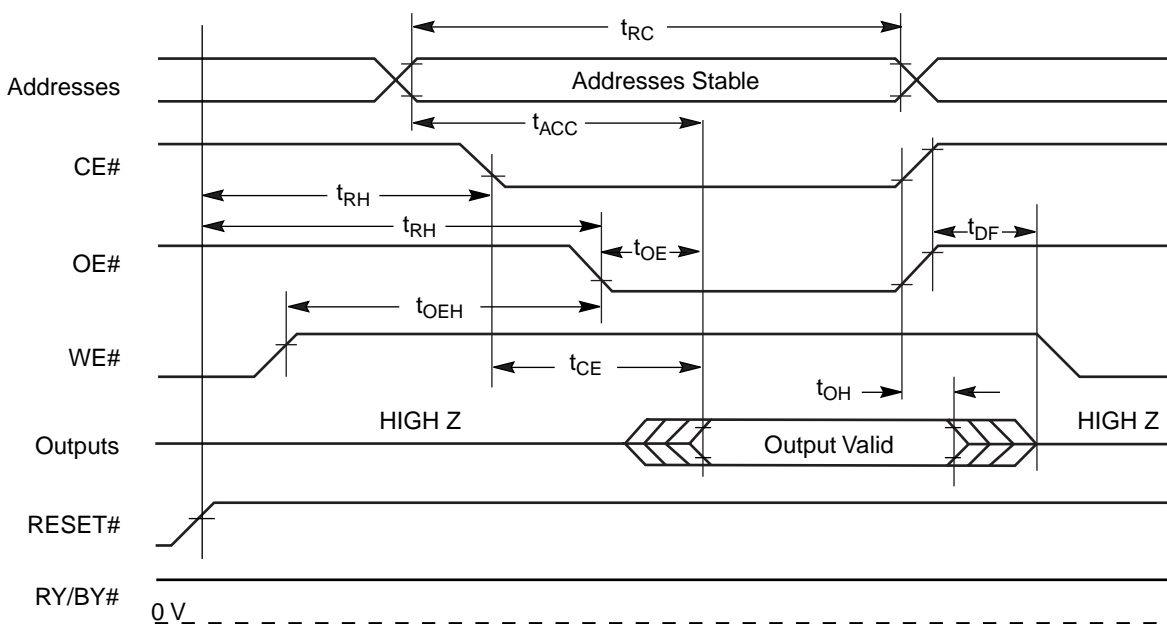 tRC
Addresses
Addresses Stable
tACC
CE#
tRH
tRH
tDF
OE#
tOE
tOEH
WE#
tCE
tOH
HIGH Z
HIGH Z
Outputs
Output Valid
RESET#
RY/BY#
0 V